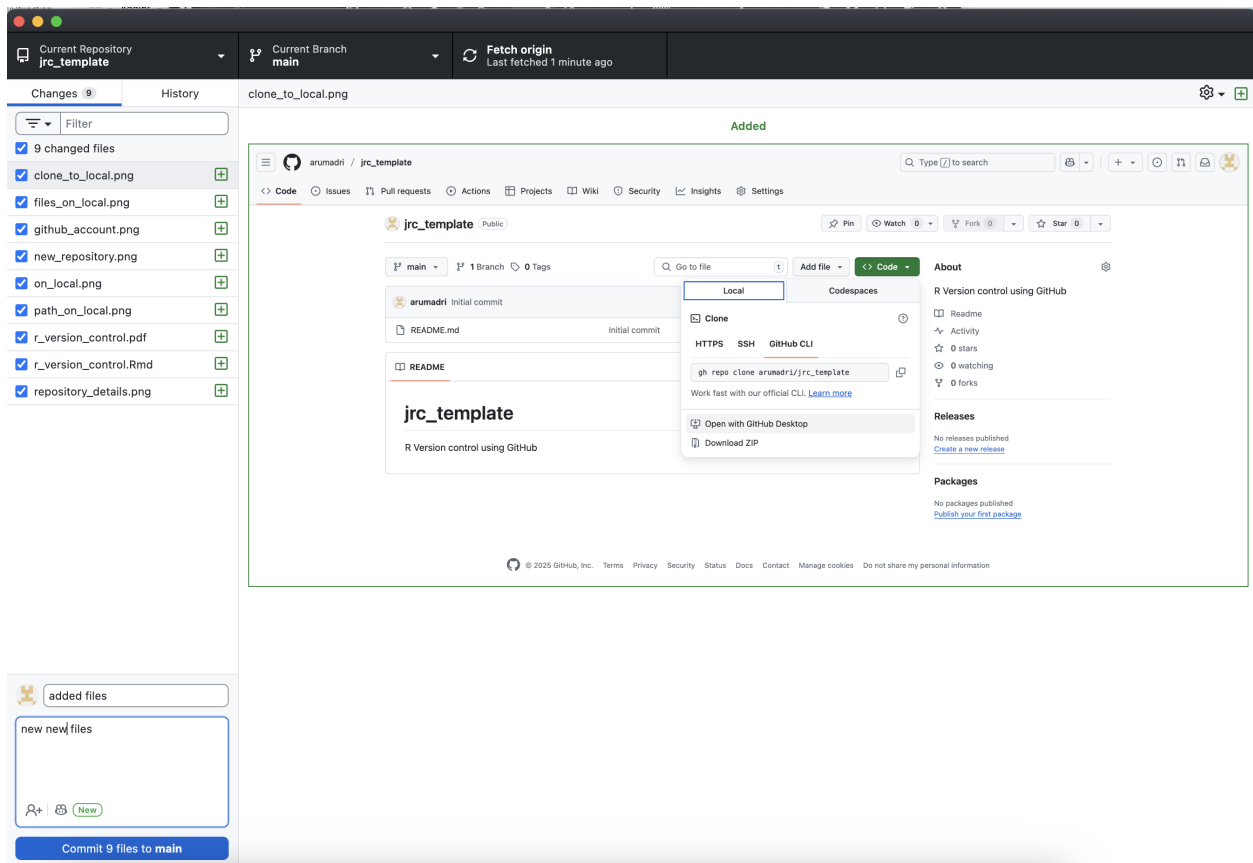 Current Repository
jrc_template
Current Branch
main
Fetch origin
Last fetched 1 minute ago
Changes 9
History
clone_to_local.png
Filter
9 changed files
clone_to_local.png
files_on_local.png
github_account.png
new_repository.png
on_local.png
path_on_local.png
r_version_control.pdf
r_version_control.Rmd
repository_details.png
Added
arumadri / jrc_template
Type / to search
Code Issues Pull requests Actions Projects Wiki Security Insights Settings
jrc_template Public
Pin Watch 0 Fork 0 Star 0
main 1 Branch 0 Tags
Go to file t
Add file
Code
About
R Version control using GitHub
Readme
Activity
0 stars
0 watching
0 forks
Releases
No releases published
Create a new release
Packages
No packages published
Publish your first package
arumadri Initial commit
README.md Initial commit
README
jrc_template
R Version control using GitHub
Local Codespaces
Clone
HTTPS SSH GitHub CLI
gh repo clone arumadri/jrc_template
Work fast with our official CLI. Learn more
Open with GitHub Desktop
Download ZIP
© 2025 GitHub, Inc. Terms Privacy Security Status Docs Contact Manage cookies Do not share my personal information
added files
new new files
New
Commit 9 files to main